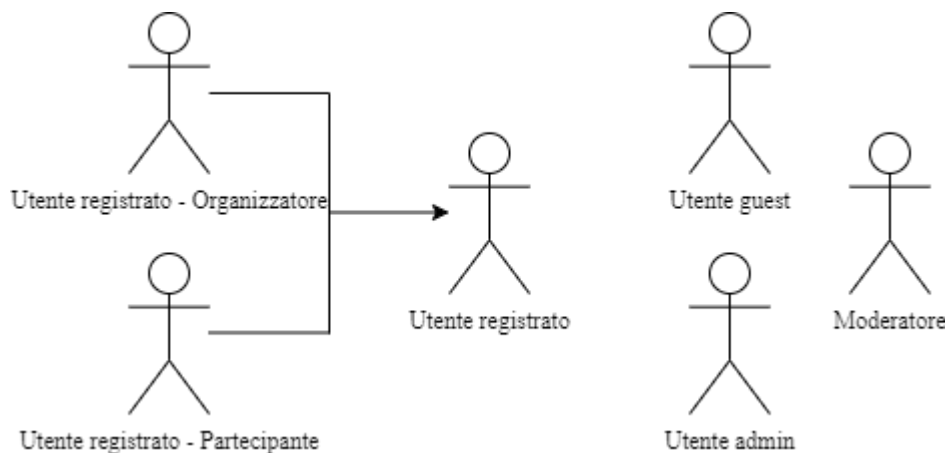 Utente registrato - Organizzatore
Utente guest
Utente registrato
Moderatore
Utente registrato - Partecipante
Utente admin